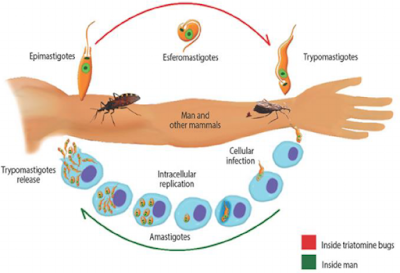 Epimastigotes
Esferomastigotes
Trypomastigotes
Man and
other mammals
Trypomastigotes
release
Intracellular
replication
Cellular
infection
Amastigotes
Inside triatomine bugs
Inside man